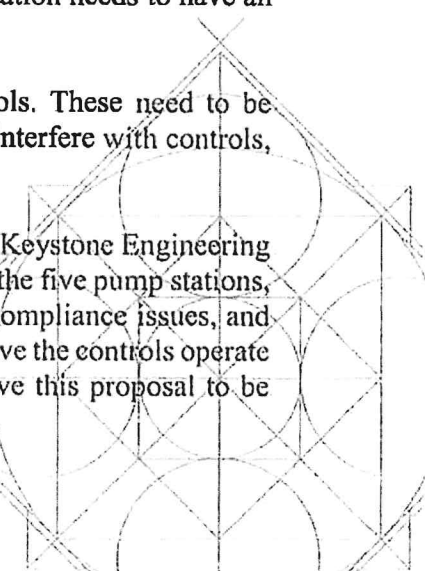 ation needs to have an
ols. These need to be
nterfere with controls,
Keystone Engineering
the five pump stations,
ompliance issues, and
ve the controls operate
ve this proposal to be